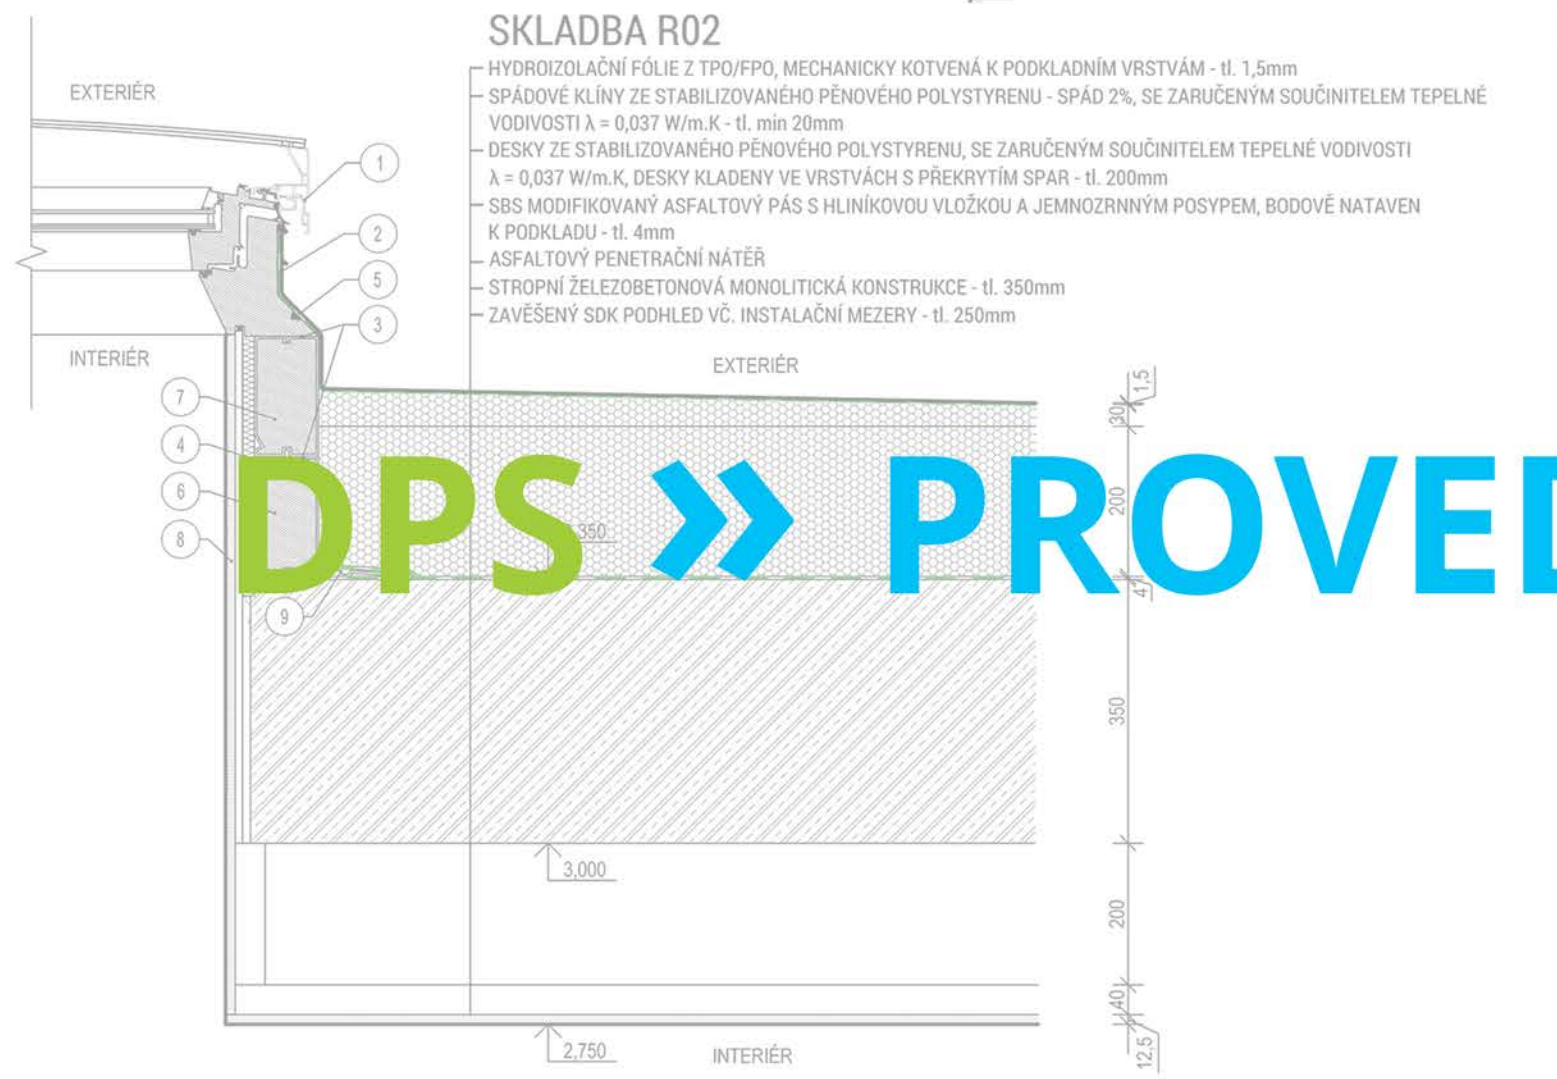 SKLADBA R02
HYDROIZOLAČNÍ FÓLIE Z TPO/FPO, MECHANICKY KOTVENÁ K PODKLADNÍM VRSTVÁM - tl. 1,5mm
SPÁDOVÉ KLÍNY ZE STABILIZOVANÉHO PĚNOVÉHO POLYSTYRENU - SPÁD 2%, SE ZARUČENÝM SOUČINITELEM TEPELNÉ
VODIVOSTI λ = 0,037 W/m.K - tl. min 20mm
DESKY ZE STABILIZOVANÉHO PĚNOVÉHO POLYSTYRENU, SE ZARUČENÝM SOUČINITELEM TEPELNÉ VODIVOSTI
λ = 0,037 W/m.K, DESKY KLADENY VE VRSTVÁCH S PŘEKRYTÍM SPAR - tl. 200mm
SBS MODIFIKOVANÝ ASFALTOVÝ PÁS S HLINÍKOVOU VLOŽKOU A JEMNOZRNNÝM POSYPEM, BODOVĚ NATAVEN
K PODKLADU - tl. 4mm
ASFALTOVÝ PENETRAČNÍ NÁTĚŘ
STROPNÍ ŽELEZOBETONOVÁ MONOLITICKÁ KONSTRUKCE - tl. 350mm
ZAVĚŠENÝ SDK PODHLED VČ. INSTALAČNÍ MEZERY - tl. 250mm
EXTERIÉR
1
2
5
3
INTERIÉR
EXTERIÉR
7
4
6
8
9
DPS » PROVED
350
3,000
2,750
INTERIÉR
1,5
30
200
4
350
200
40
12,5